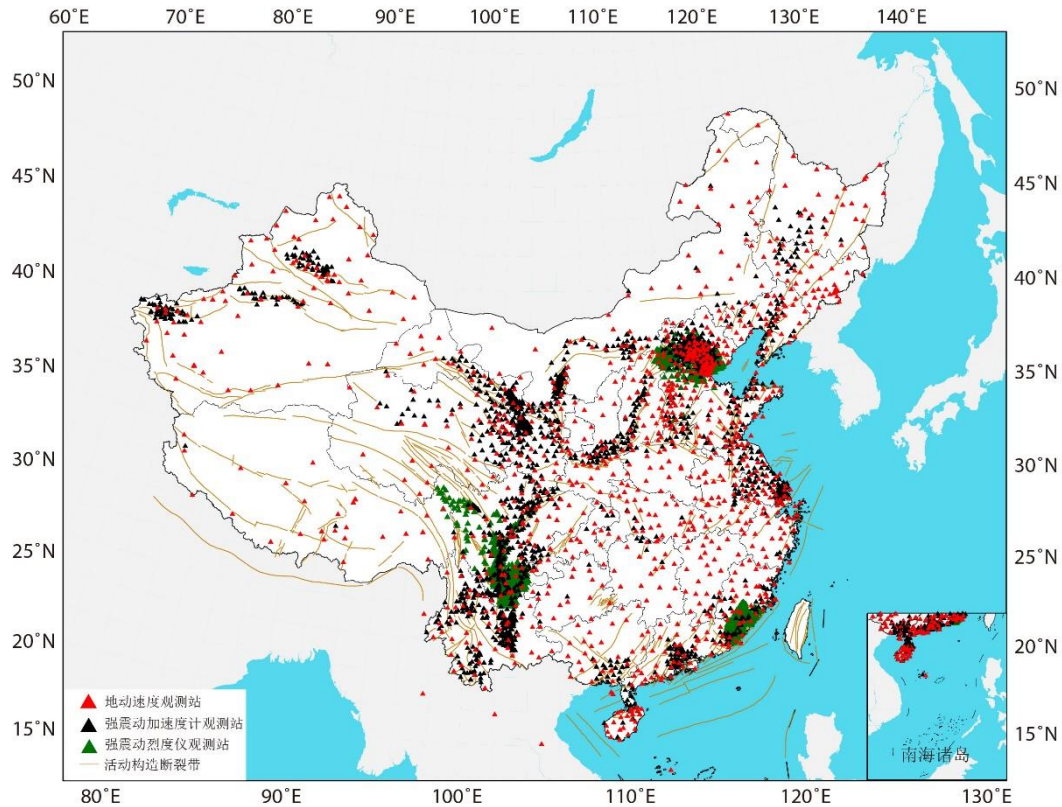 60°E 70°E 80°E 90°E 100°E 110°E 120°E 130°E 140°E
50°N 50°N
45°N 45°N
40°N 40°N
35°N 35°N
30°N 30°N
25°N 25°N
20°N 20°N
15°N 15°N
地动速度观测站
强震动加速度计观测站
强震动烈度仪观测站
活动构造断裂带
南海诸岛
80°E 90°E 100°E 110°E 120°E 130°E